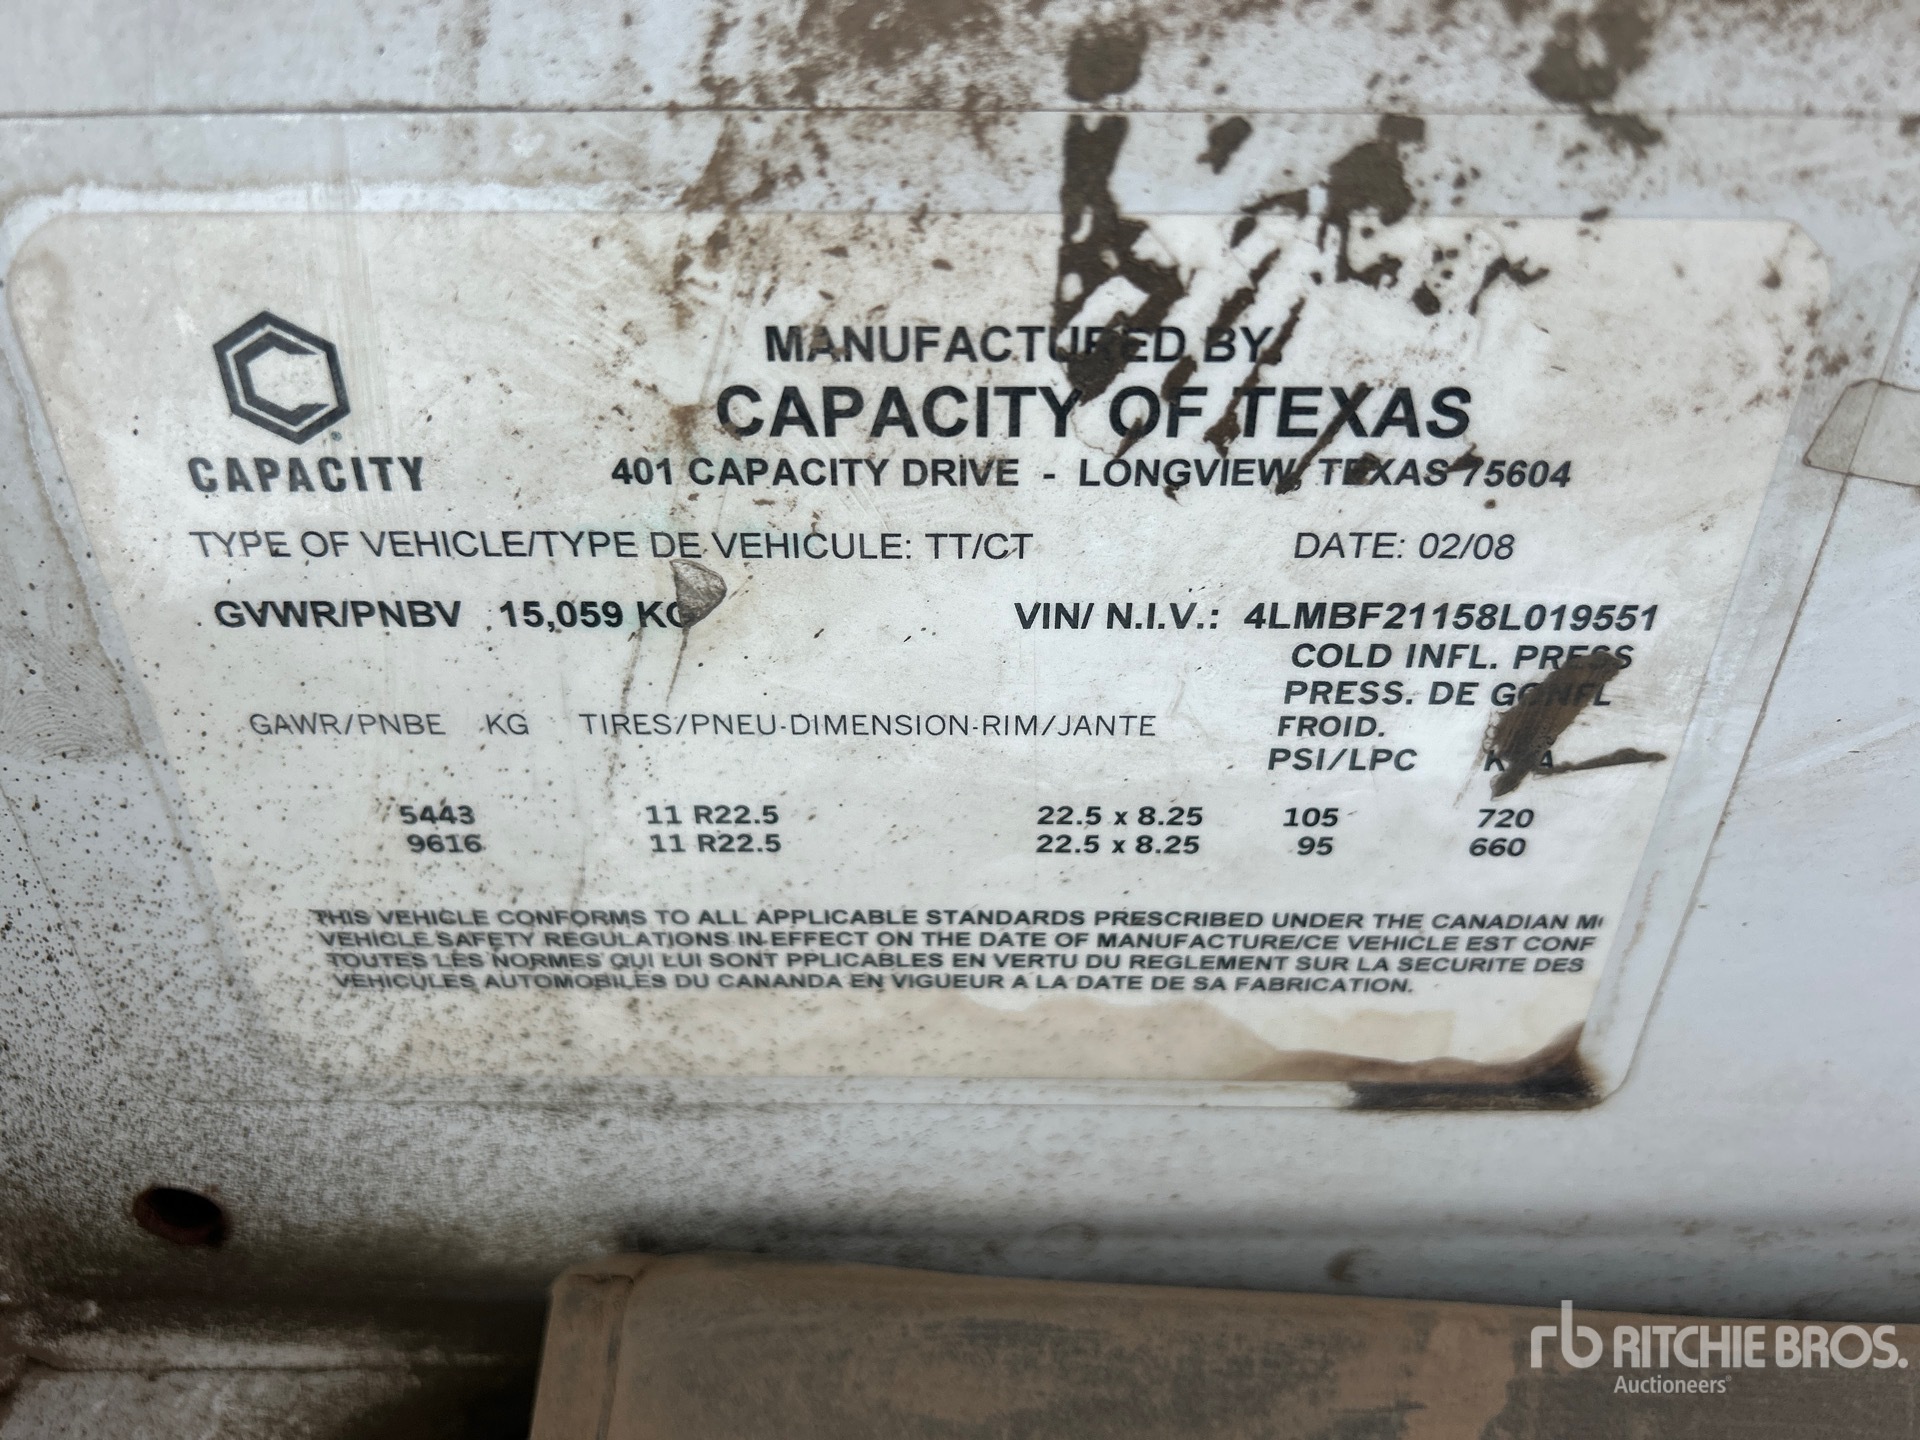 MANUFACTURED BY:
CAPACITY OF TEXAS
CAPACITY
401 CAPACITY DRIVE - LONGVIEW, TEXAS 75604
TYPE OF VEHICLE/TYPE DE VEHICULE: TT/CT DATE: 02/08
GVWR/PNBV 15,059 KG VIN/ N.I.V.: 4LMBF21158L019551
COLD INFL. PRESS
PRESS. DE GONFL
GAWR/PNBE KG TIRES/PNEU-DIMENSION-RIM/JANTE FROID.
PSI/LPC KPA
5443 11 R22.5 22.5 x 8.25 105 720
9616 11 R22.5 22.5 x 8.25 95 660
THIS VEHICLE CONFORMS TO ALL APPLICABLE STANDARDS PRESCRIBED UNDER THE CANADIAN M
VEHICLE SAFETY REGULATIONS IN EFFECT ON THE DATE OF MANUFACTURE/CE VEHICLE EST CONF
TOUTES LES NORMES QUI LUI SONT PPLICABLES EN VERTU DU REGLEMENT SUR LA SECURITE DES
VEHICULES AUTOMOBILES DU CANANDA EN VIGUEUR A LA DATE DE SA FABRICATION.
rb RITCHIE BROS.
Auctioneers